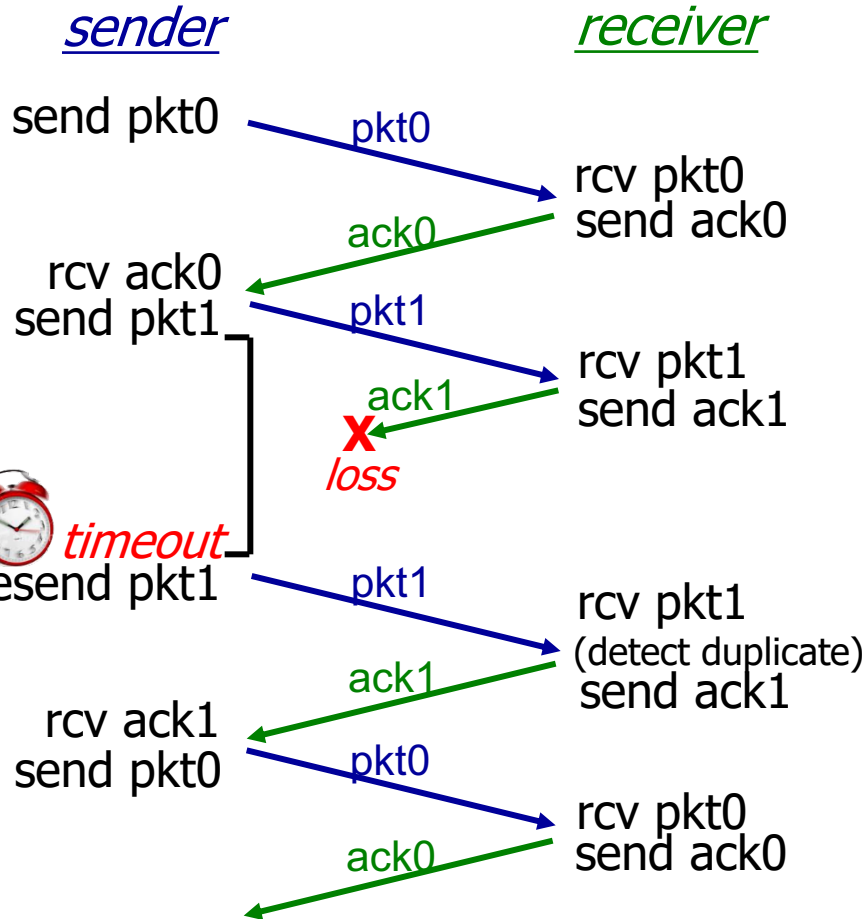 sender
receiver
send pkt0
pkt0
rcv pkt0
send ack0
ack0
rcv ack0
send pkt1
pkt1
rcv pkt1
send ack1
ack1
X
loss
timeout
esend pkt1
pkt1
rcv pkt1
(detect duplicate)
send ack1
ack1
rcv ack1
send pkt0
pkt0
rcv pkt0
send ack0
ack0